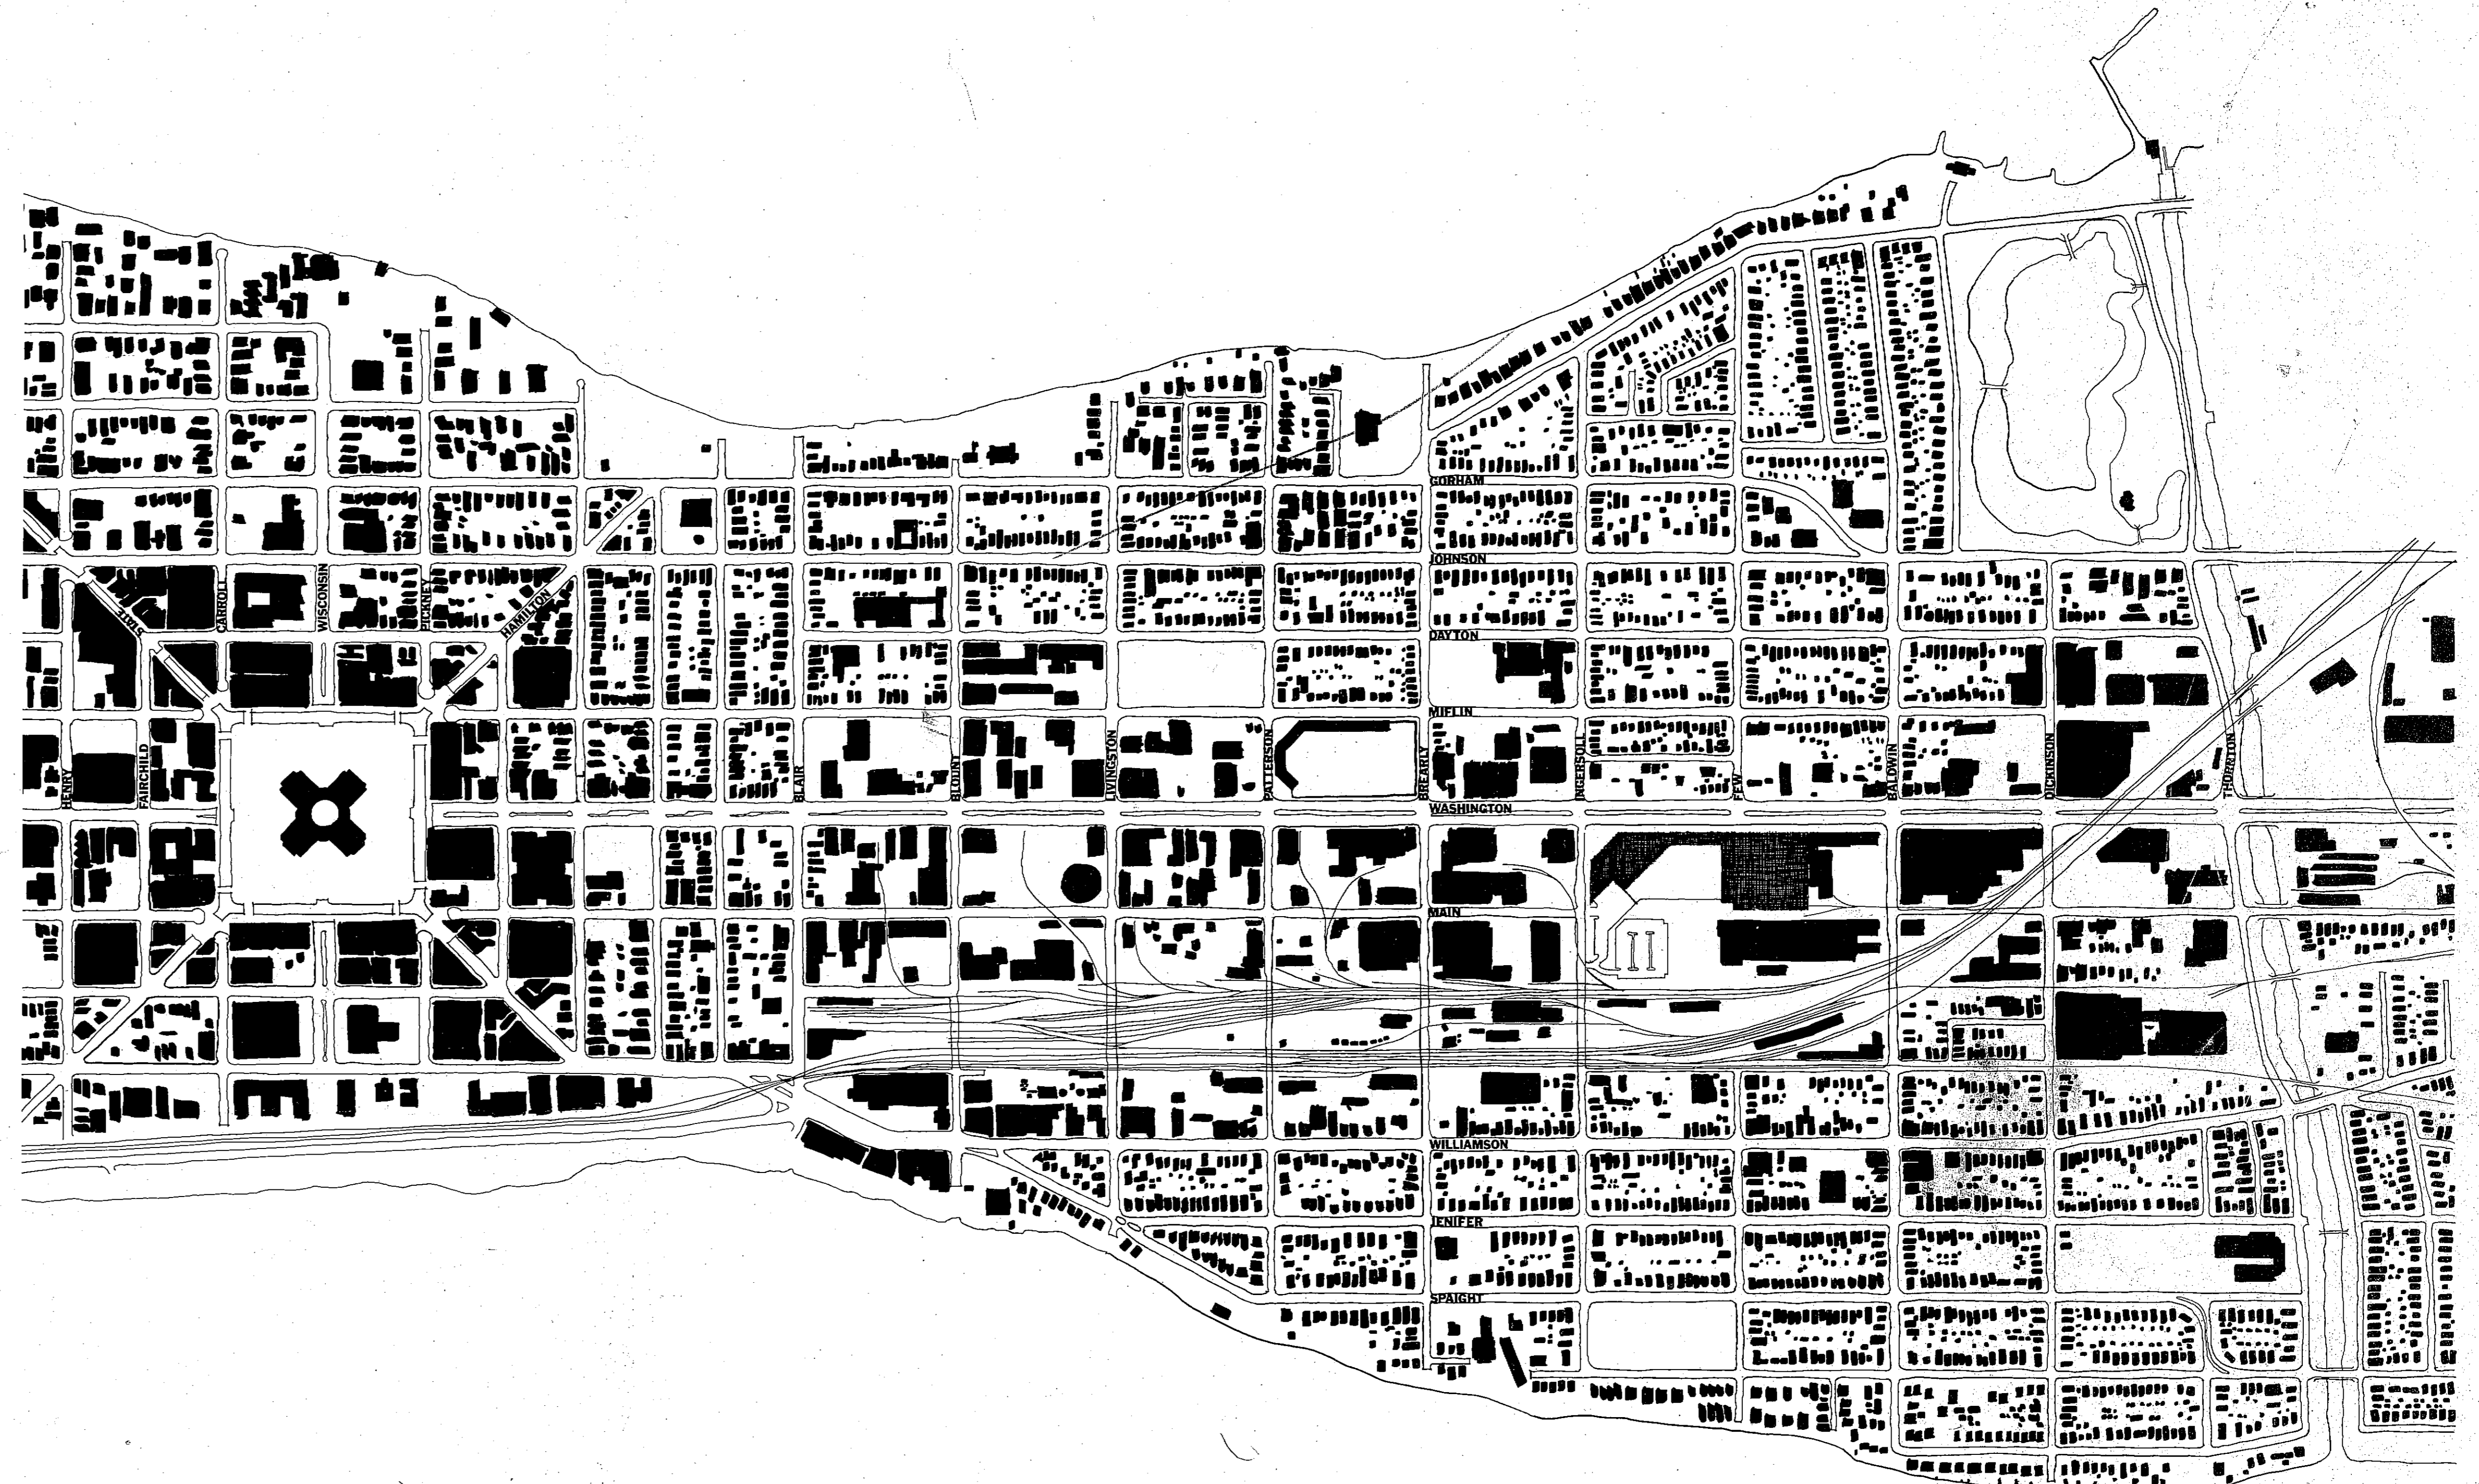 GORHAM
JOHNSON
STATE
CARROLL
WISCONSIN
PICKNEY
HAMILTON
DAYTON
MIFLIN
HENRY
FAIRCHILD
BLAIR
BLOUNT
LIVINGSTON
PATTERSON
BREARLY
INGERSOLL
FEW
BALDWIN
DICKINSON
THORNTON
WASHINGTON
MAIN
WILLIAMSON
JENIFER
SPAIGHT